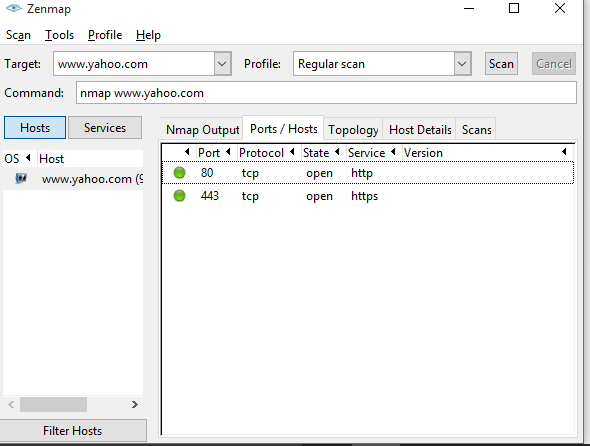 Zenmap
Scan Tools Profile Help
Target: www.yahoo.com Profile: Regular scan Scan Cancel
Command: nmap www.yahoo.com
Hosts Services Nmap Output Ports / Hosts Topology Host Details Scans
OS Host Port Protocol State Service Version
www.yahoo.com (9 80 tcp open http
443 tcp open https
Filter Hosts